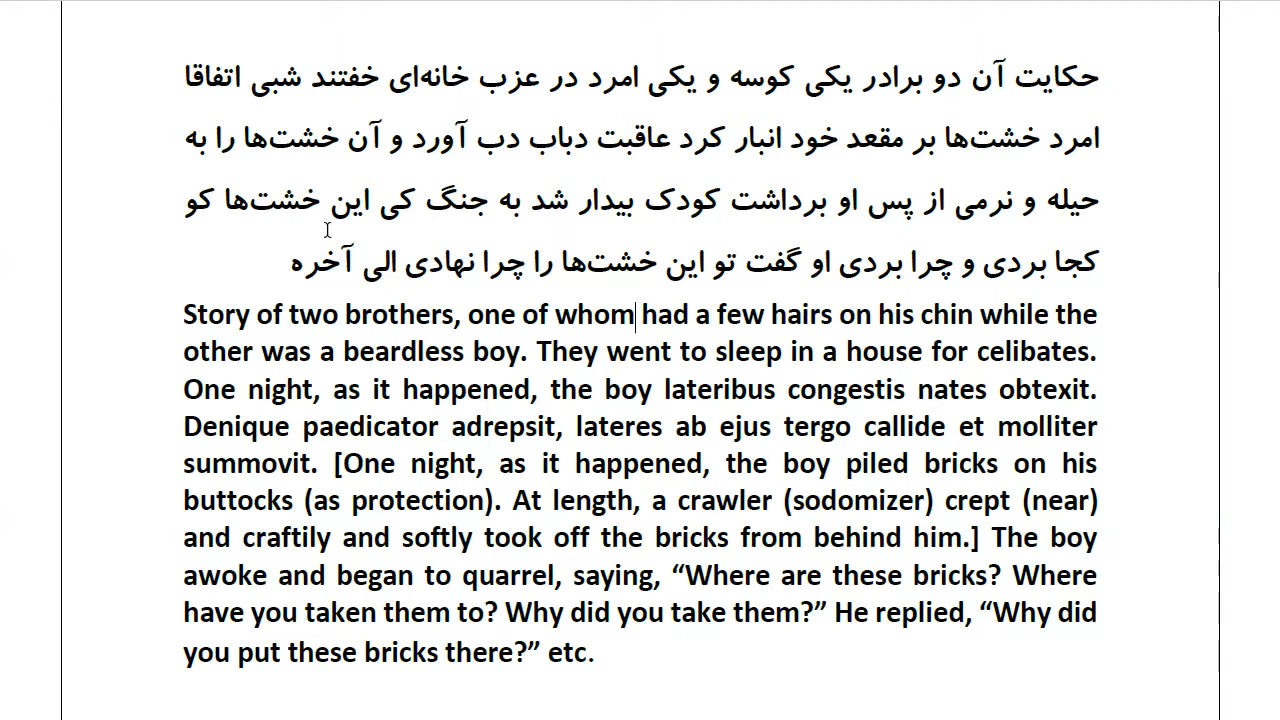 حکایت آن دو برادر یکی کوسه و یکی امرد در عزب خانه‌ای خفتند شبی اتفاقا
امرد خشت‌ها بر مقعد خود انبار کرد عاقبت دباب دب آورد و آن خشت‌ها را به
حیله و نرمی از پس او برداشت کودک بیدار شد به جنگ کی این خشت‌ها کو
کجا بردی و چرا بردی او گفت تو این خشت‌ها را چرا نهادی الی آخره
Story of two brothers, one of whom had a few hairs on his chin while the
other was a beardless boy. They went to sleep in a house for celibates.
One night, as it happened, the boy lateribus congestis nates obtexit.
Denique paedicator adrepsit, lateres ab ejus tergo callide et molliter
summovit. [One night, as it happened, the boy piled bricks on his
buttocks (as protection). At length, a crawler (sodomizer) crept (near)
and craftily and softly took off the bricks from behind him.] The boy
awoke and began to quarrel, saying, “Where are these bricks? Where
have you taken them to? Why did you take them?” He replied, “Why did
you put these bricks there?” etc.